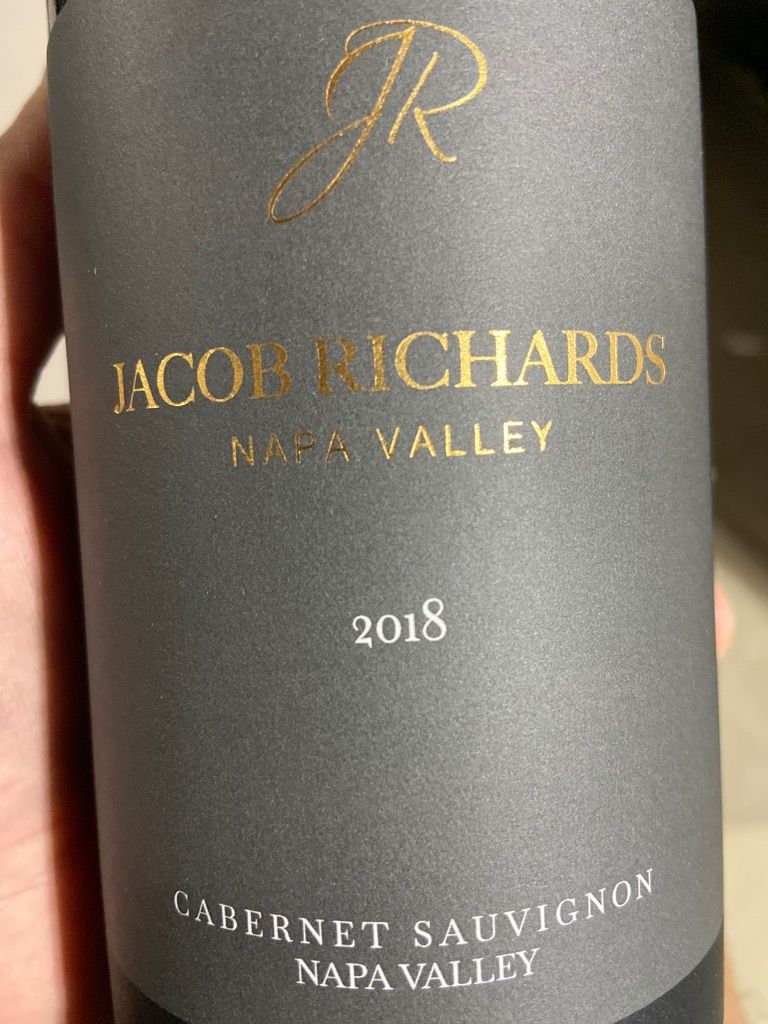 JR
JACOB RICHARDS
NAPA VALLEY
2018
CABERNET SAUVIGNON
NAPA VALLEY